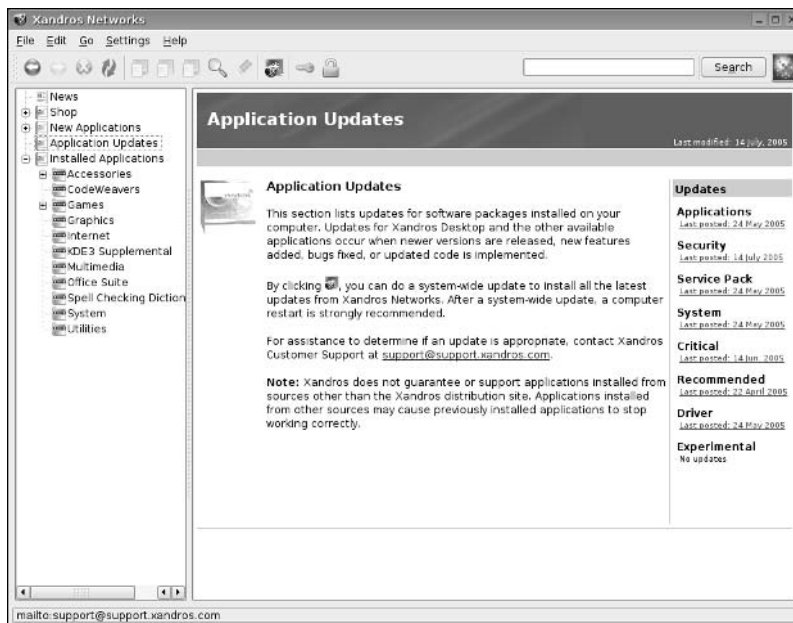 Xandros Networks
File Edit Go Settings Help
Search
News
Shop
New Applications
Application Updates
Installed Applications
Accessories
CodeWeavers
Games
Graphics
Internet
KDE3 Supplemental
Multimedia
Office Suite
Spell Checking Diction
System
Utilities
Application Updates
Last modified: 14 July, 2005
Application Updates
This section lists updates for software packages installed on your
computer. Updates for Xandros Desktop and the other available
applications occur when newer versions are released, new features
added, bugs fixed, or updated code is implemented.
By clicking , you can do a system-wide update to install all the latest
updates from Xandros Networks. After a system-wide update, a computer
restart is strongly recommended.
For assistance to determine if an update is appropriate, contact Xandros
Customer Support at support@support.xandros.com.
Note: Xandros does not guarantee or support applications installed from
sources other than the Xandros distribution site. Applications installed
from other sources may cause previously installed applications to stop
working correctly.
Updates
Applications
Last posted: 24 May 2005
Security
Last posted: 14 July 2005
Service Pack
Last posted: 24 May 2005
System
Last posted: 24 May 2005
Critical
Last posted: 14 Jun, 2005
Recommended
Last posted: 22 April 2005
Driver
Last posted: 24 May 2005
Experimental
No updates
mailto:support@support.xandros.com